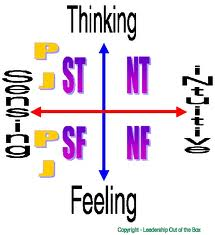 Thinking
P
J
ST
NT
Sensing
iNtuitive
P
J
SF
NF
Feeling
Copyright - Leadership Out of the Box